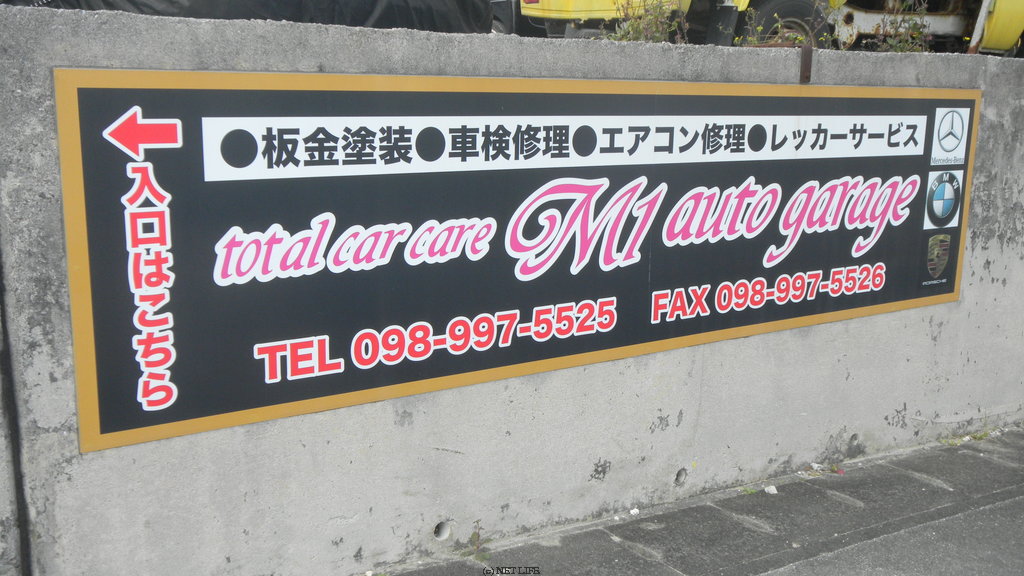 入口はこちら
●板金塗装●車検修理●エアコン修理●レッカーサービス
total car care M1 auto garage
TEL 098-997-5525 FAX 098-997-5526
Mercedes-Benz
BMW
PORSCHE
(c) NETLIFE